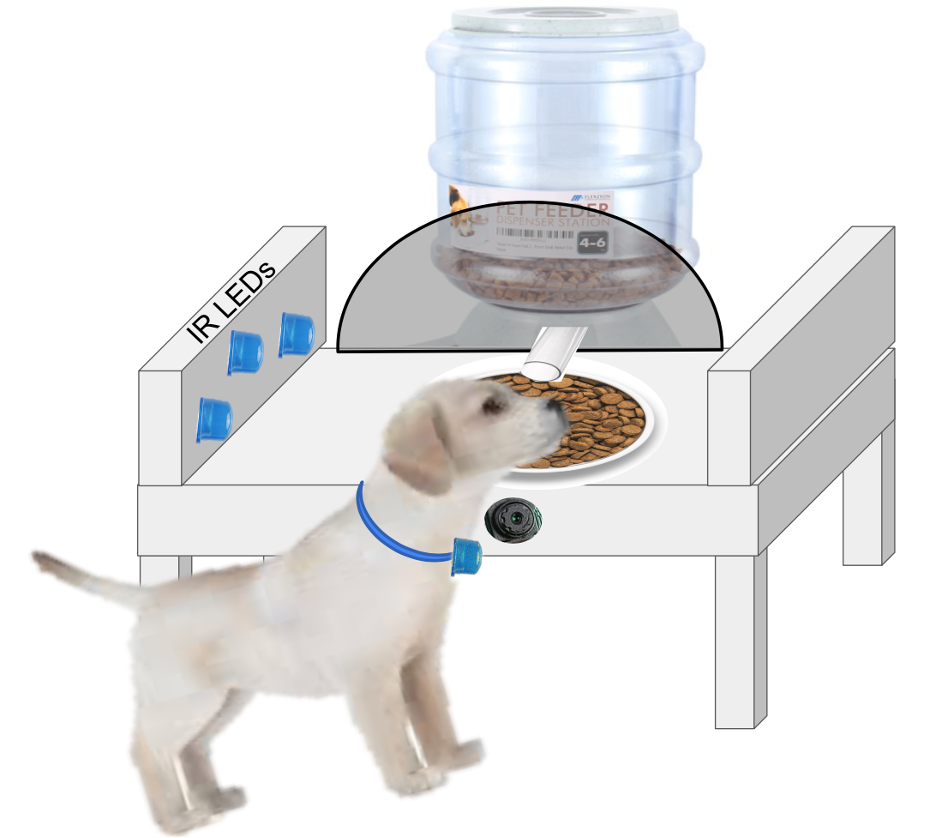 PET FEEDER
DISPENSER STATION
4-6
IR LEDs